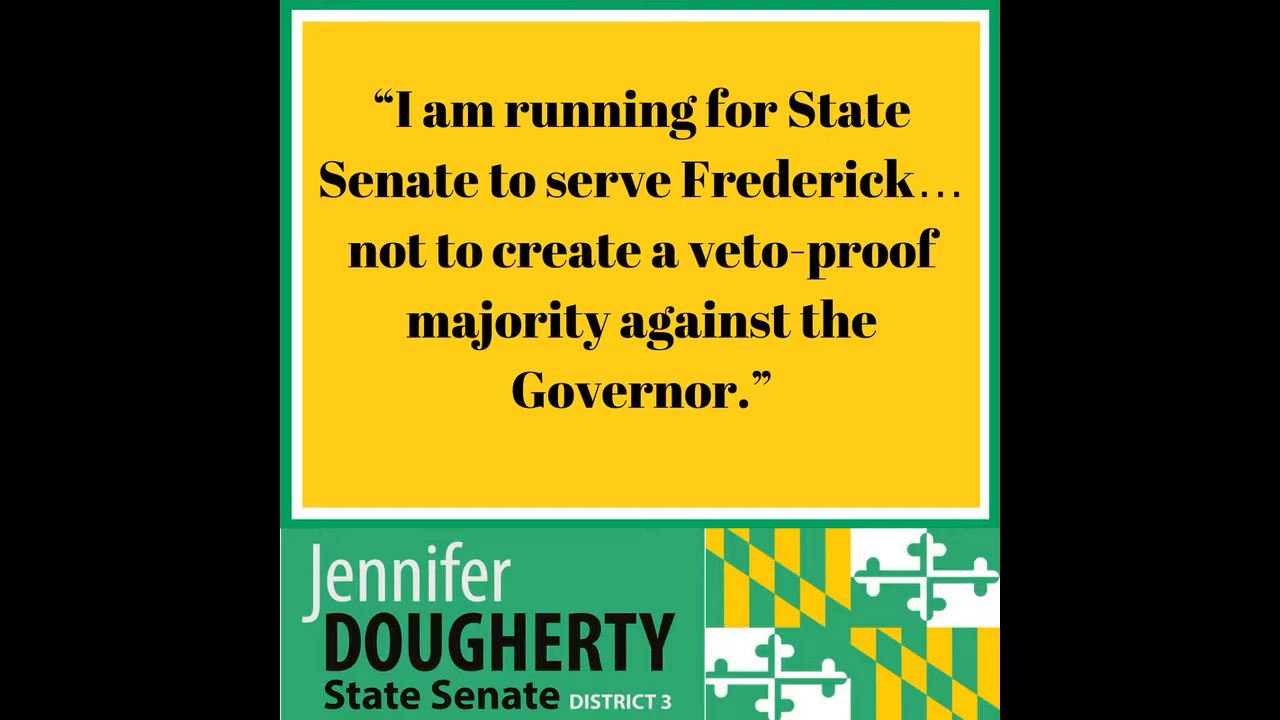 “I am running for State
Senate to serve Frederick…
not to create a veto-proof
majority against the
Governor.”
Jennifer
DOUGHERTY
State Senate DISTRICT 3